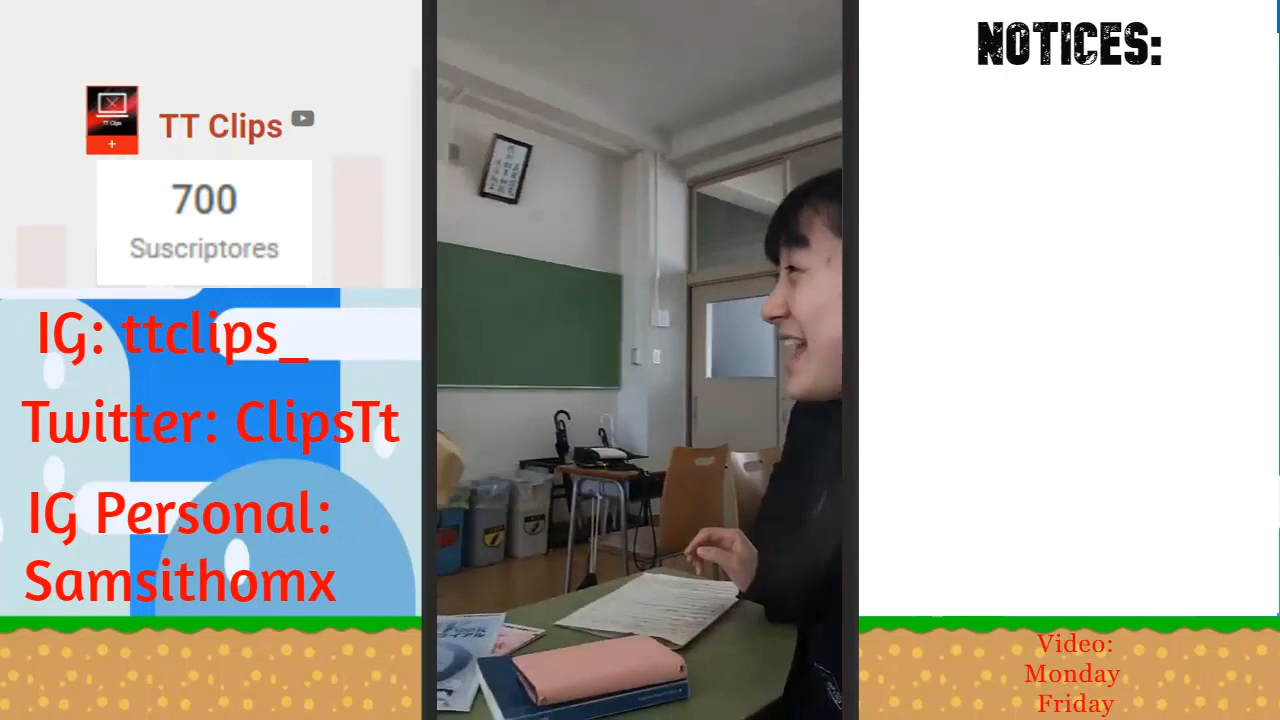 TT Clips
700
Suscriptores
IG: ttclips_
Twitter: ClipsTt
IG Personal:
Samsithomx
NOTICES:
Video:
Monday
Friday